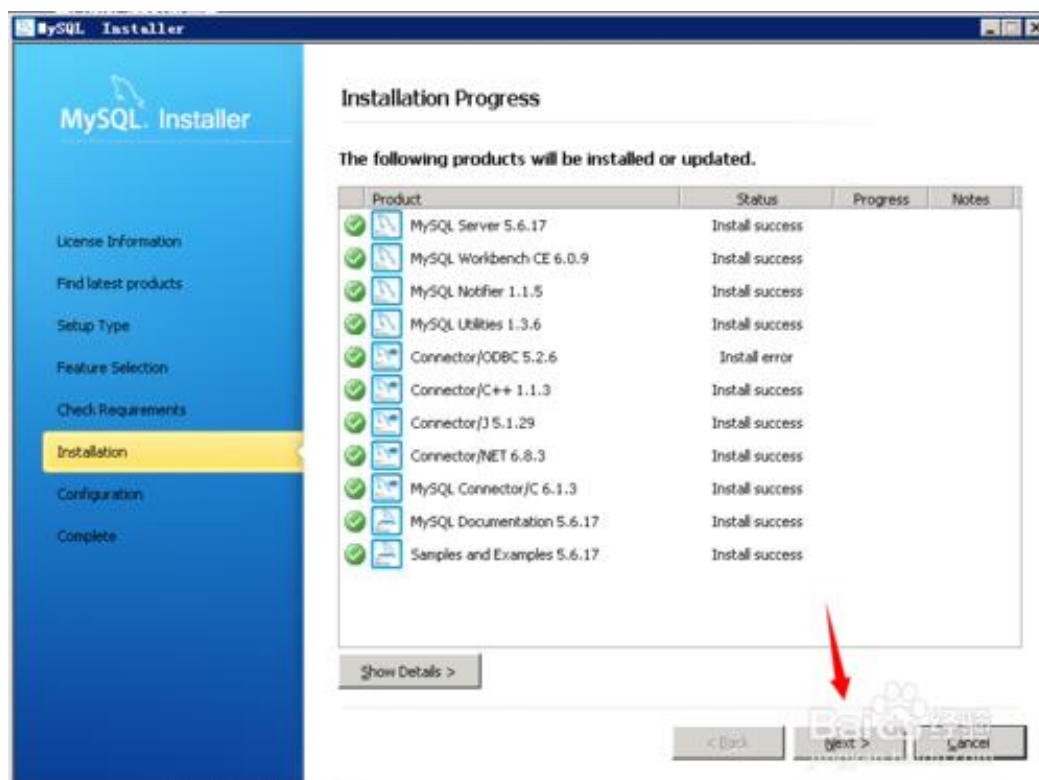 MySQL Installer
MySQL. Installer
License Information
Find latest products
Setup Type
Feature Selection
Check Requirements
Installation
Configuration
Complete
Installation Progress
The following products will be installed or updated.
Product Status Progress Notes
MySQL Server 5.6.17 Install success
MySQL Workbench CE 6.0.9 Install success
MySQL Notifier 1.1.5 Install success
MySQL Utilities 1.3.6 Install success
Connector/ODBC 5.2.6 Install error
Connector/C++ 1.1.3 Install success
Connector/J 5.1.29 Install success
Connector/NET 6.8.3 Install success
MySQL Connector/C 6.1.3 Install success
MySQL Documentation 5.6.17 Install success
Samples and Examples 5.6.17 Install success
Show Details >
< Back Next > Cancel
Baidu 经验
jingyan.baidu.com